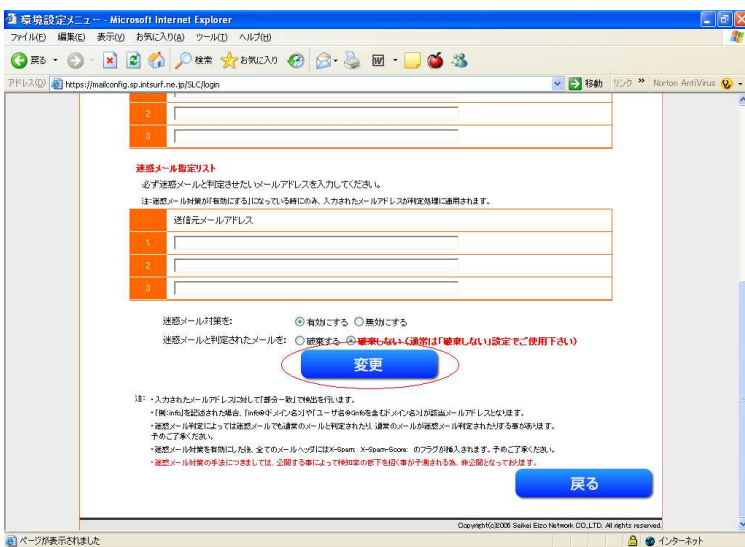 環境設定メニュー - Microsoft Internet Explorer
ファイル(F) 編集(E) 表示(V) お気に入り(A) ツール(T) ヘルプ(H)
戻る 検索 お気に入り
アドレス(D) https://mailconfig.sp.intsurf.ne.jp/SLC/login 移動 リンク » Norton AntiVirus
2
3
迷惑メール指定リスト
必ず迷惑メールと判定させたいメールアドレスを入力してください。
注:迷惑メール対策が「有効にする」になっている時にのみ、入力されたメールアドレスが判定処理に適用されます。
送信元メールアドレス
1
2
3
迷惑メール対策を: 有効にする 無効にする
迷惑メールと判定されたメールを: 破棄する 破棄しない (通常は「破棄しない」設定でご使用下さい)
変更
注: ・入力されたメールアドレスに対して「部分一致」で検出を行います。
・「例:info」を記述された場合、「info@ドメイン名」や「ユーザ名@infoを含むドメイン名」が該当メールアドレスとなります。
・迷惑メール判定によっては迷惑メールでも通常のメールと判定されたり、通常のメールが迷惑メール判定されたりする事があります。
予めご了承ください。
・迷惑メール対策を有効にした後、全てのメールヘッダにはX-Spam: X-Spam-Score: のフラグが挿入されます。予めご了承ください。
・迷惑メール対策の手法につきましては、公開する事によって検知率の低下を招く事が予測される為、非公開となっております。
戻る
Copyright(c)2006 Seikei Eizo Network CO.,LTD. All rights reserved.
ページが表示されました インターネット